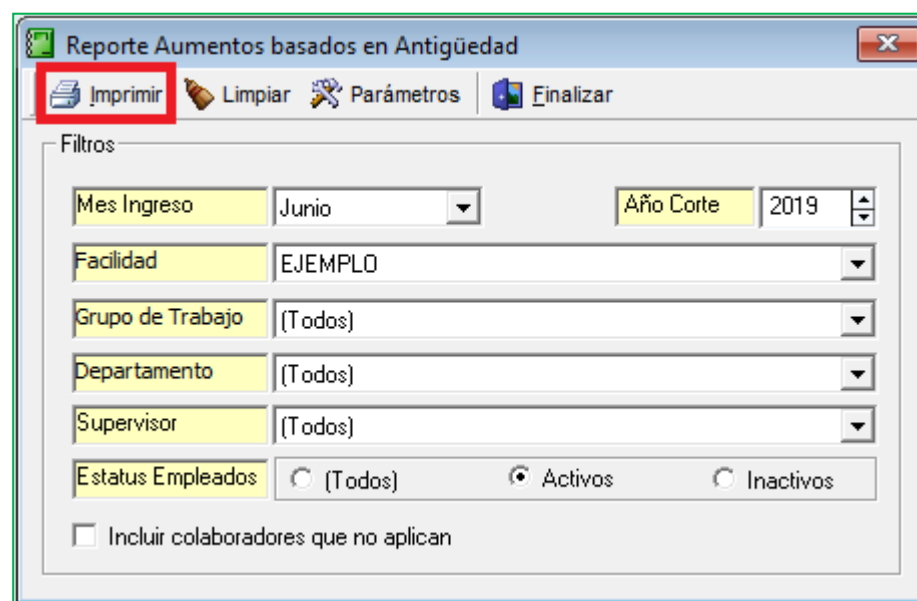 Reporte Aumentos basados en Antigüedad
Imprimir Limpiar Parámetros Finalizar
Filtros
Mes Ingreso Junio Año Corte 2019
Facilidad EJEMPLO
Grupo de Trabajo (Todos)
Departamento (Todos)
Supervisor (Todos)
Estatus Empleados (Todos) Activos Inactivos
Incluir colaboradores que no aplican